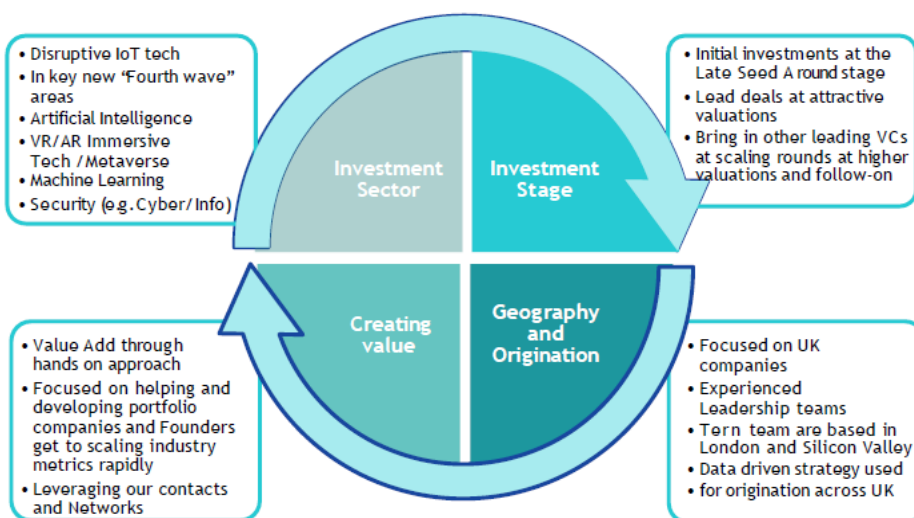 • Disruptive IoT tech
• In key new “Fourth wave”
areas
• Artificial Intelligence
• VR/AR Immersive
Tech /Metaverse
• Machine Learning
• Security (e.g.Cyber/Info)
Investment
Sector
Investment
Stage
• Initial investments at the
Late Seed A round stage
• Lead deals at attractive
valuations
• Bring in other leading VCs
at scaling rounds at higher
valuations and follow-on
• Value Add through
hands on approach
• Focused on helping and
developing portfolio
companies and Founders
get to scaling industry
metrics rapidly
• Leveraging our contacts
and Networks
Creating
value
Geography
and
Origination
• Focused on UK
companies
• Experienced
Leadership teams
• Tern team are based in
London and Silicon Valley
• Data driven strategy used
• for origination across UK